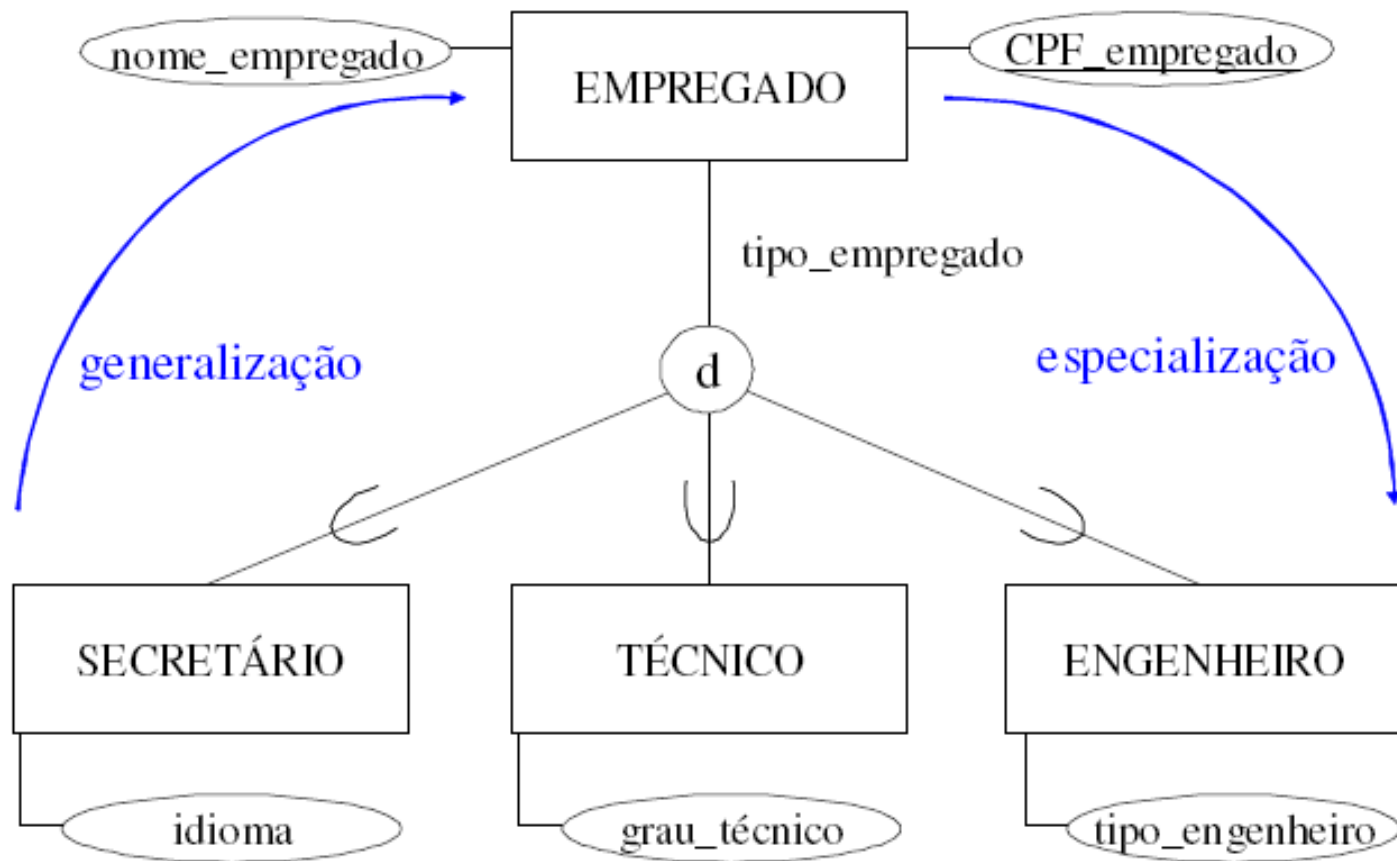 nome_empregado
CPF_empregado
EMPREGADO
tipo_empregado
generalização
especialização
d
SECRETÁRIO
TÉCNICO
ENGENHEIRO
idioma
grau_técnico
tipo_engenheiro